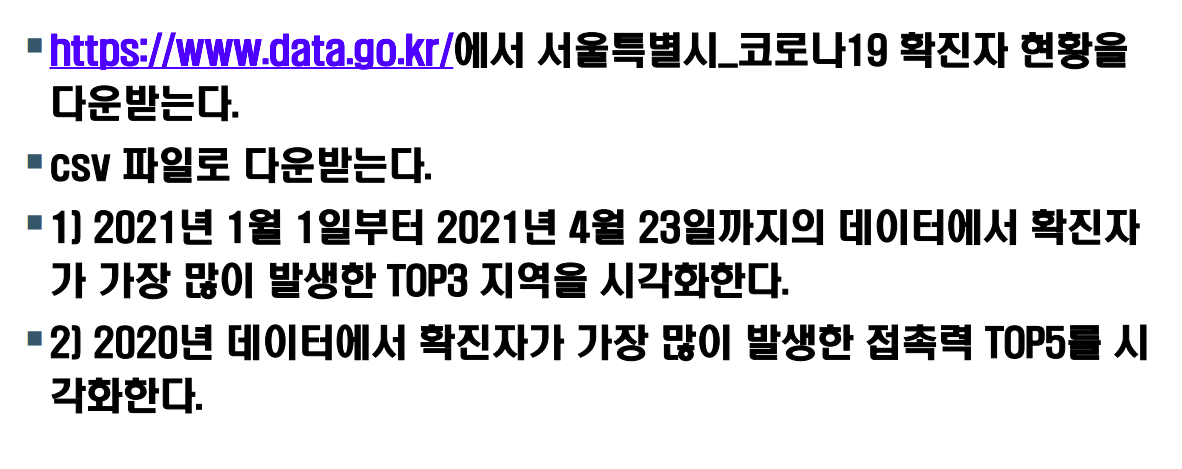 ▪https://www.data.go.kr/에서 서울특별시_코로나19 확진자 현황을
다운받는다.
▪csv 파일로 다운받는다.
▪1) 2021년 1월 1일부터 2021년 4월 23일까지의 데이터에서 확진자
가 가장 많이 발생한 TOP3 지역을 시각화한다.
▪2) 2020년 데이터에서 확진자가 가장 많이 발생한 접촉력 TOP5를 시
각화한다.